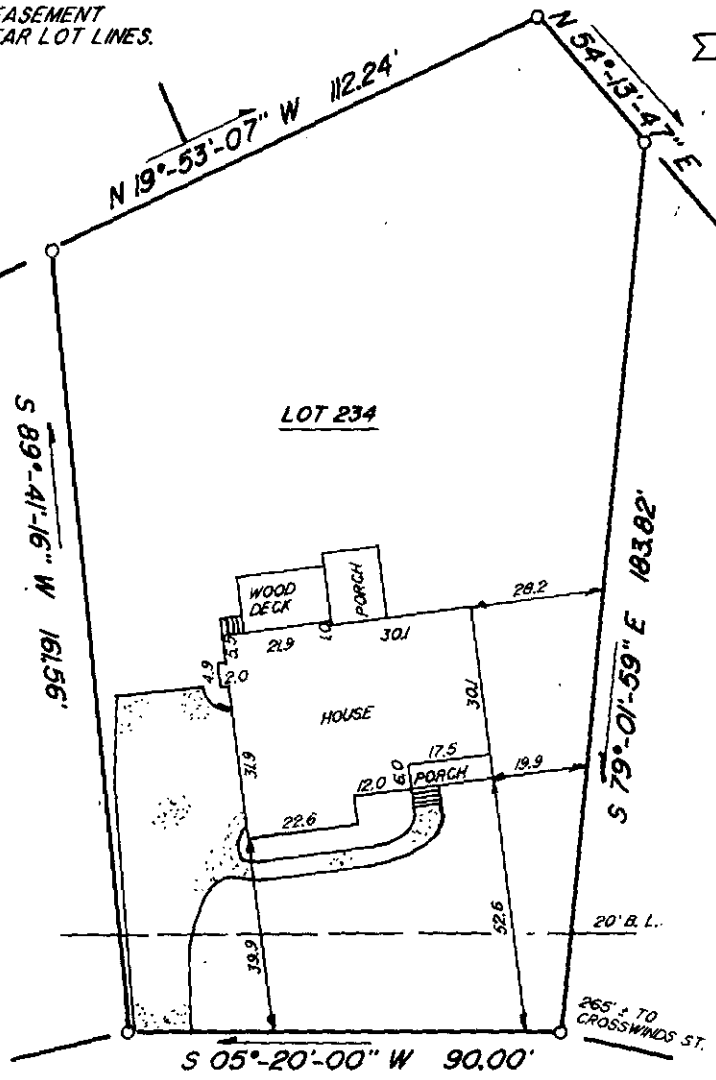 EASEMENT
EAR LOT LINES.
N 19°-53'-07" W 112.24'
N 54°-13'-47" E
S 89°-41'-16" W 161.56'
LOT 234
S 79°-01'-59" E 183.82'
WOOD
DECK
PORCH
28.2
21.9
1.0
30.1
5.5
4.9
2.0
HOUSE
30.1
31.9
17.5
6.0
PORCH
19.9
12.0
22.6
39.9
52.6
20' B. L.
265' ± TO
CROSSWINDS ST.
S 05°-20'-00" W 90.00'